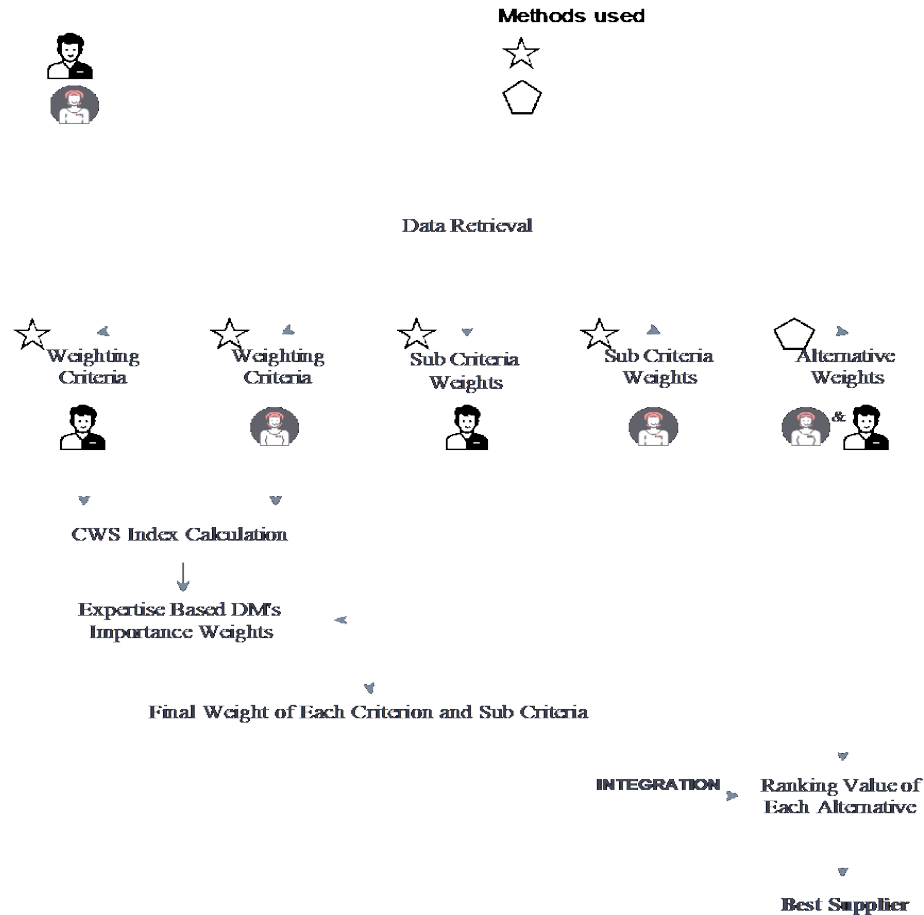 Methods used
Data Retrieval
Weighting
Criteria
Weighting
Criteria
Sub Criteria
Weights
Sub Criteria
Weights
Alternative
Weights
&
CWS Index Calculation
Expertise Based DM's
Importance Weights
Final Weight of Each Criterion and Sub Criteria
INTEGRATION
Ranking Value of
Each Alternative
Best Supplier